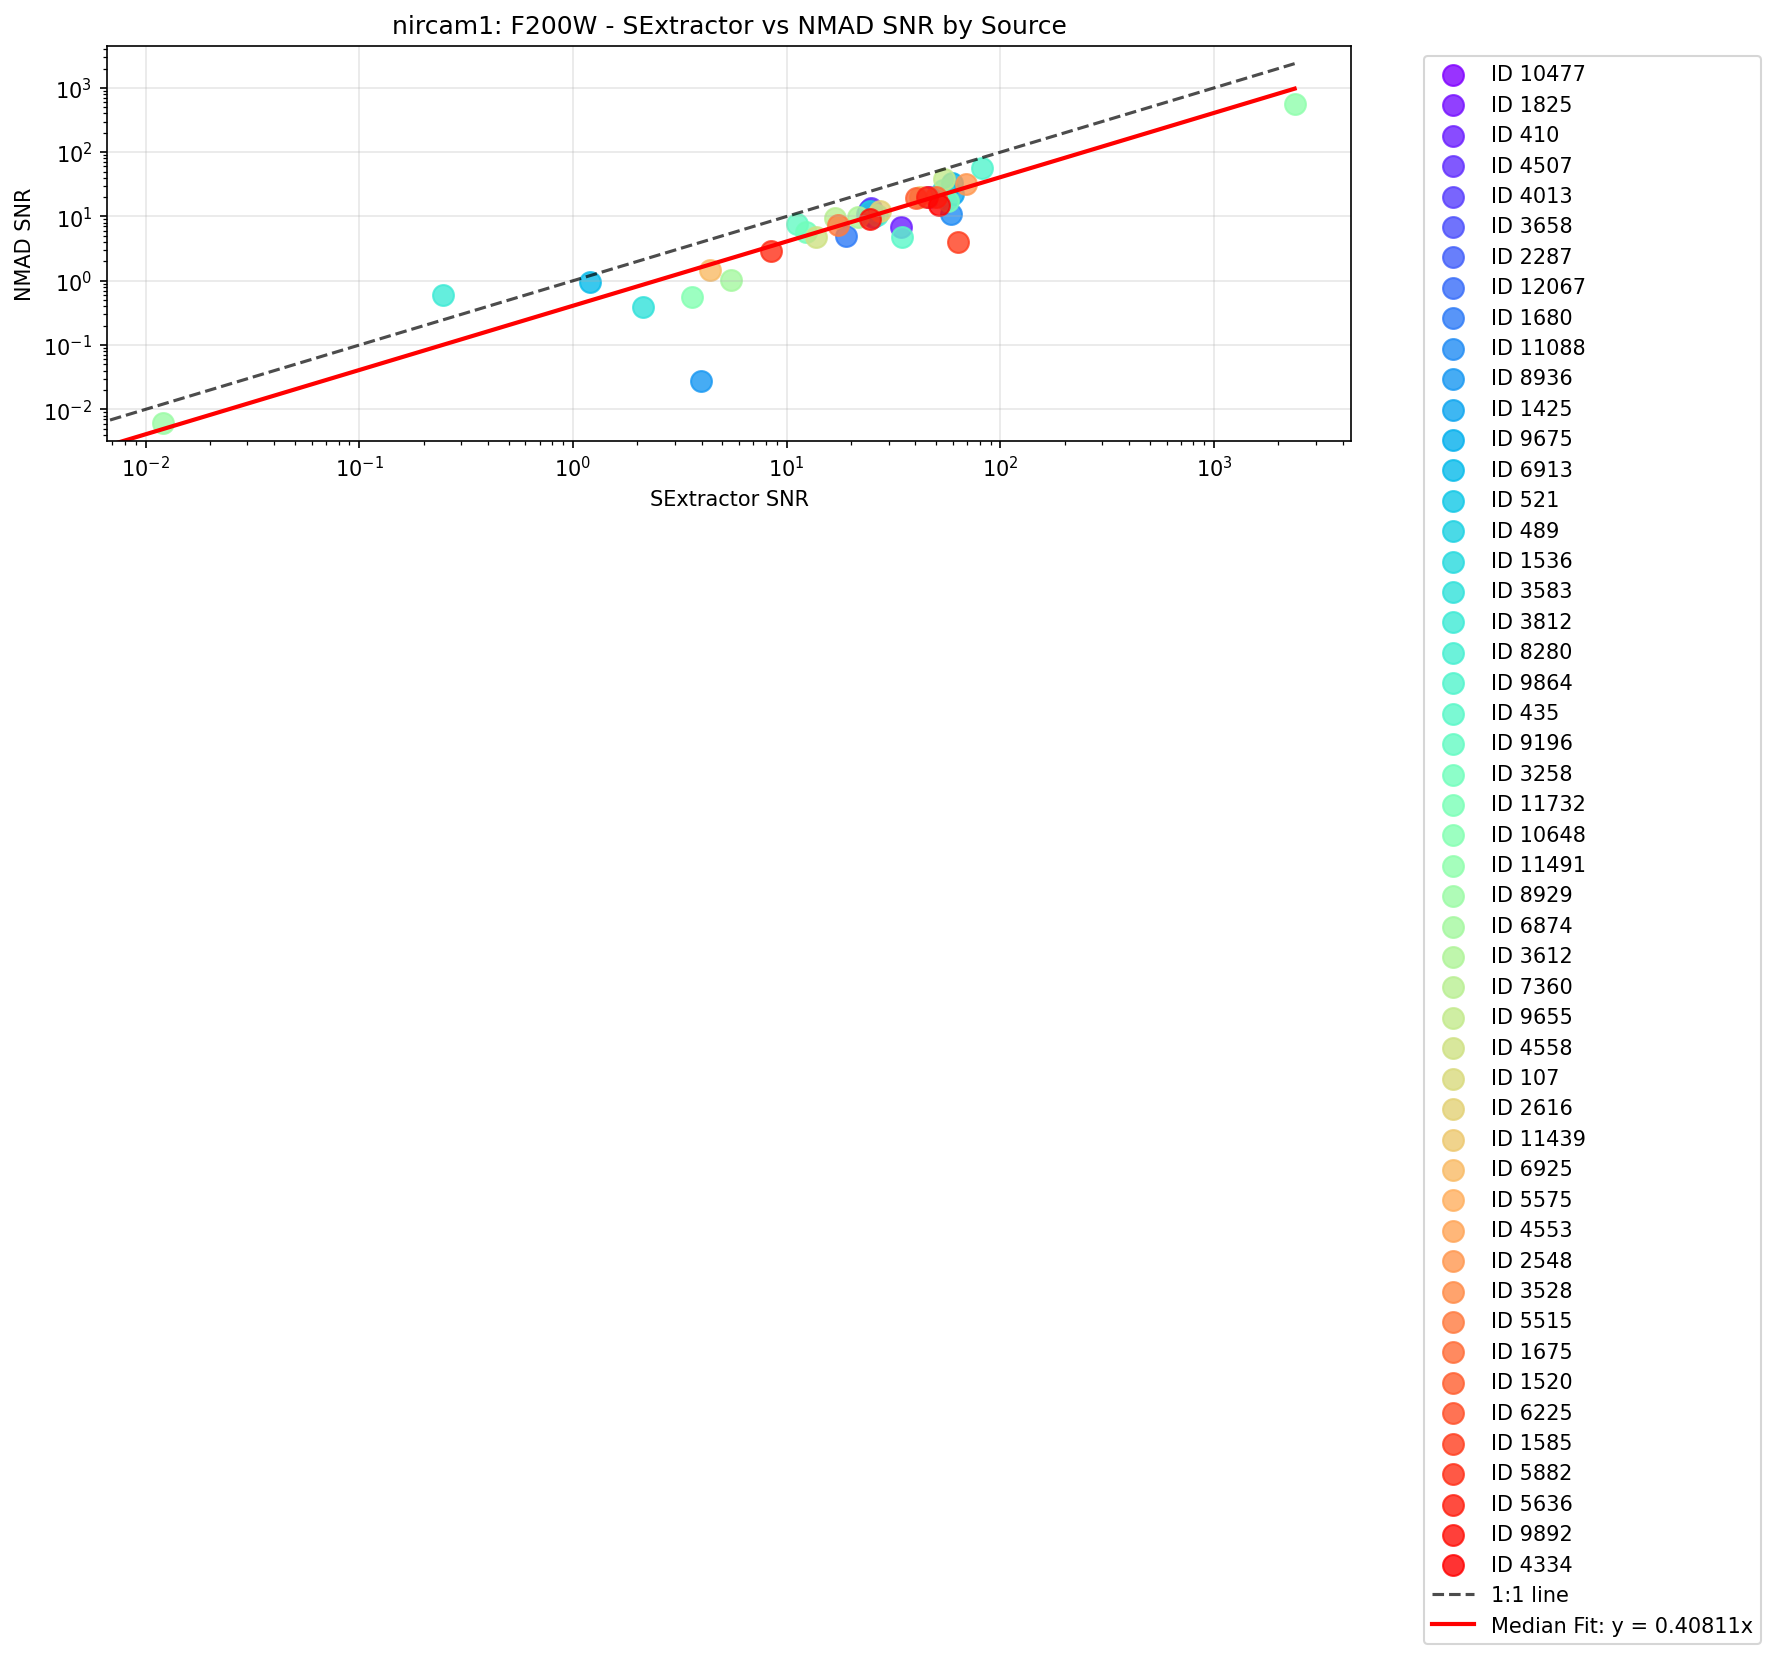 nircam1: F200W - SExtractor vs NMAD SNR by Source
NMAD SNR
10³
10²
10¹
10⁰
10⁻¹
10⁻²
10⁻² 10⁻¹ 10⁰ 10¹ 10² 10³
SExtractor SNR
ID 10477
ID 1825
ID 410
ID 4507
ID 4013
ID 3658
ID 2287
ID 12067
ID 1680
ID 11088
ID 8936
ID 1425
ID 9675
ID 6913
ID 521
ID 489
ID 1536
ID 3583
ID 3812
ID 8280
ID 9864
ID 435
ID 9196
ID 3258
ID 11732
ID 10648
ID 11491
ID 8929
ID 6874
ID 3612
ID 7360
ID 9655
ID 4558
ID 107
ID 2616
ID 11439
ID 6925
ID 5575
ID 4553
ID 2548
ID 3528
ID 5515
ID 1675
ID 1520
ID 6225
ID 1585
ID 5882
ID 5636
ID 9892
ID 4334
1:1 line
Median Fit: y = 0.40811x